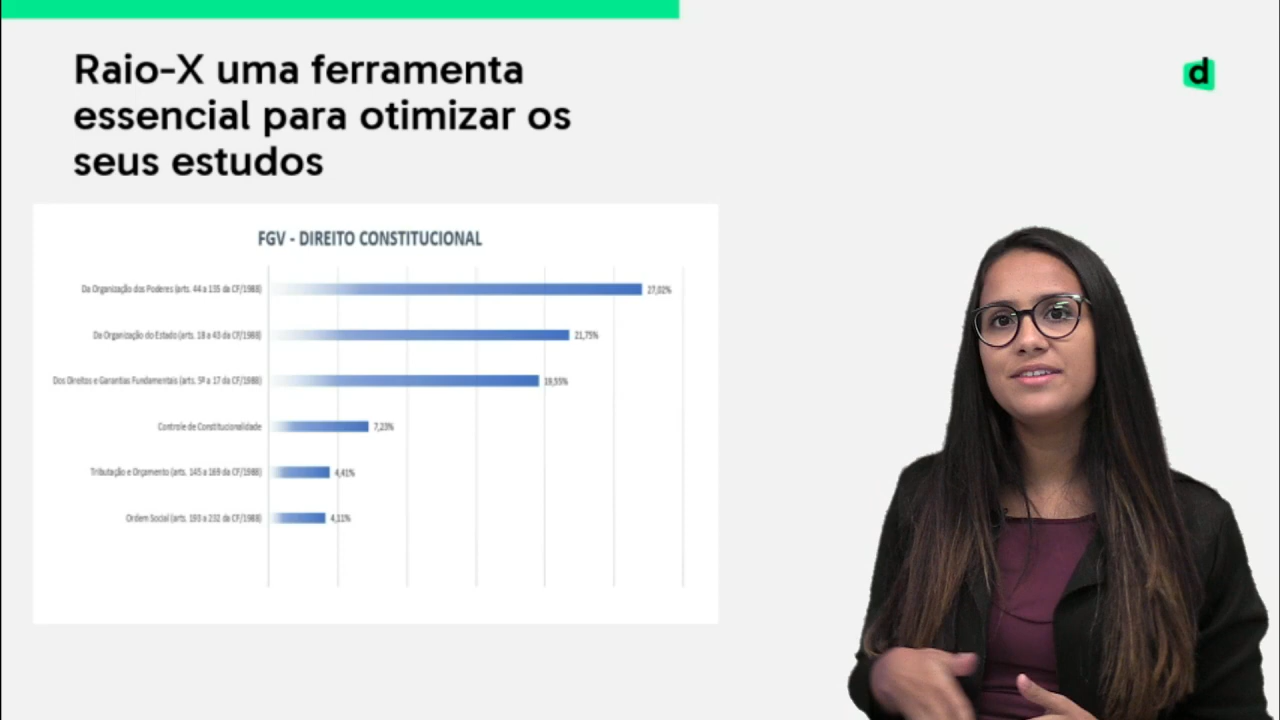 Raio-X uma ferramenta
essencial para otimizar os
seus estudos
d
FGV - DIREITO CONSTITUCIONAL
Da Organização dos Poderes (arts. 44 a 135 da CF/1988)
27,02%
Da Organização do Estado (arts. 18 a 43 da CF/1988)
21,75%
Dos Direitos e Garantias Fundamentais (arts. 5º a 17 da CF/1988)
19,55%
Controle de Constitucionalidade
7,23%
Tributação e Orçamento (arts. 145 a 169 da CF/1988)
4,41%
Ordem Social (arts. 193 a 232 da CF/1988)
4,11%